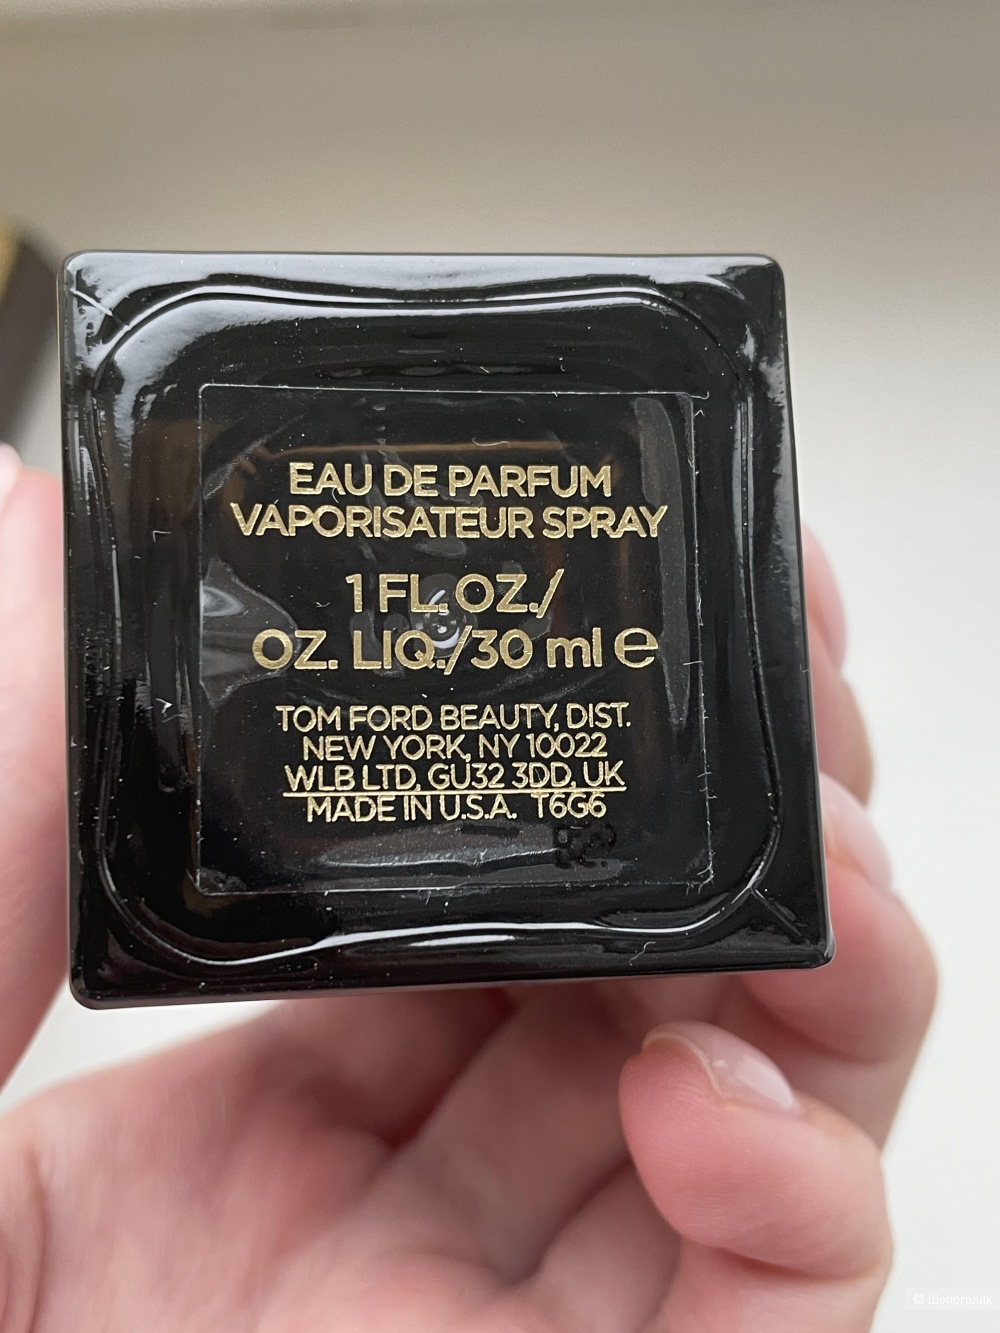 EAU DE PARFUM
VAPORISATEUR SPRAY
1 FL. OZ./
OZ. LIQ./30 ml e
TOM FORD BEAUTY, DIST.
NEW YORK, NY 10022
WLB LTD, GU32 3DD, UK
MADE IN U.S.A. T6G6
© Шопоголик